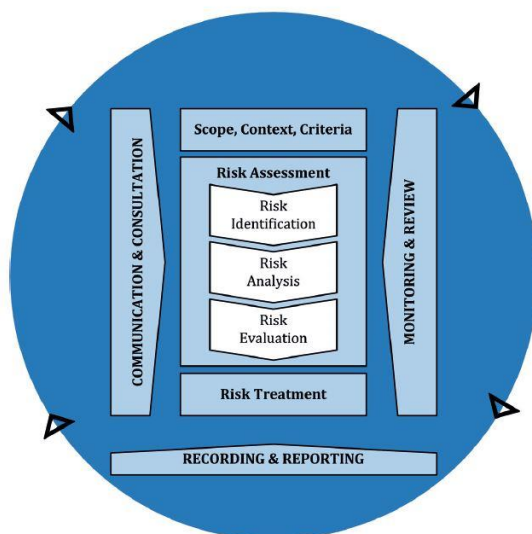 Scope, Context, Criteria
COMMUNICATION & CONSULTATION
Risk Assessment
Risk
Identification
Risk
Analysis
Risk
Evaluation
MONITORING & REVIEW
Risk Treatment
RECORDING & REPORTING